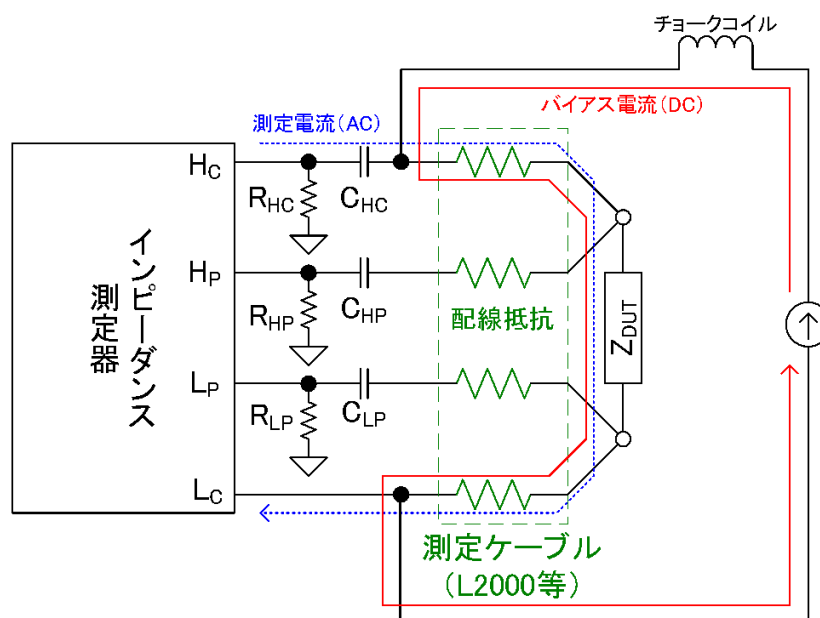 チョークコイル
バイアス電流(DC)
測定電流(AC)
HC
RHC
CHC
インピーダンス
測定器
HP
RHP
CHP
配線抵抗
ZDUT
LP
RLP
CLP
LC
測定ケーブル
(L2000等)